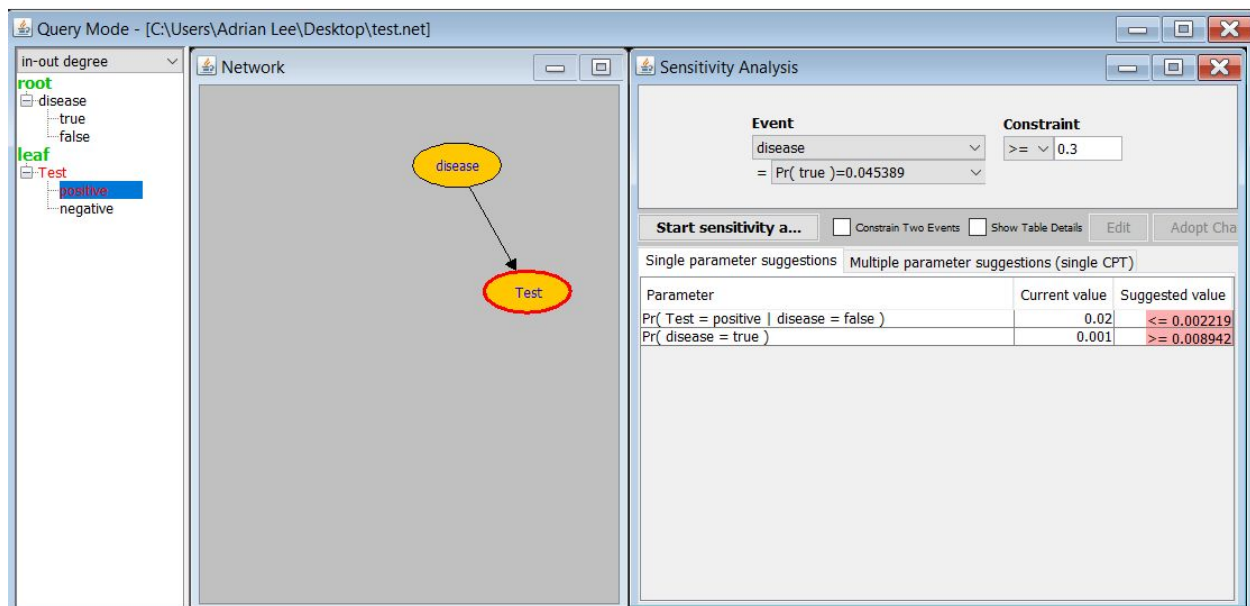 Query Mode - [C:\Users\Adrian Lee\Desktop\test.net]
in-out degree
root
disease
true
false
leaf
Test
positive
negative
Network
disease
Test
Sensitivity Analysis
Event
Constraint
disease
>= 0.3
= Pr( true )=0.045389
Start sensitivity a... Constrain Two Events Show Table Details Edit Adopt Cha
Single parameter suggestions Multiple parameter suggestions (single CPT)
Parameter Current value Suggested value
Pr( Test = positive | disease = false ) 0.02 <= 0.002219
Pr( disease = true ) 0.001 >= 0.008942